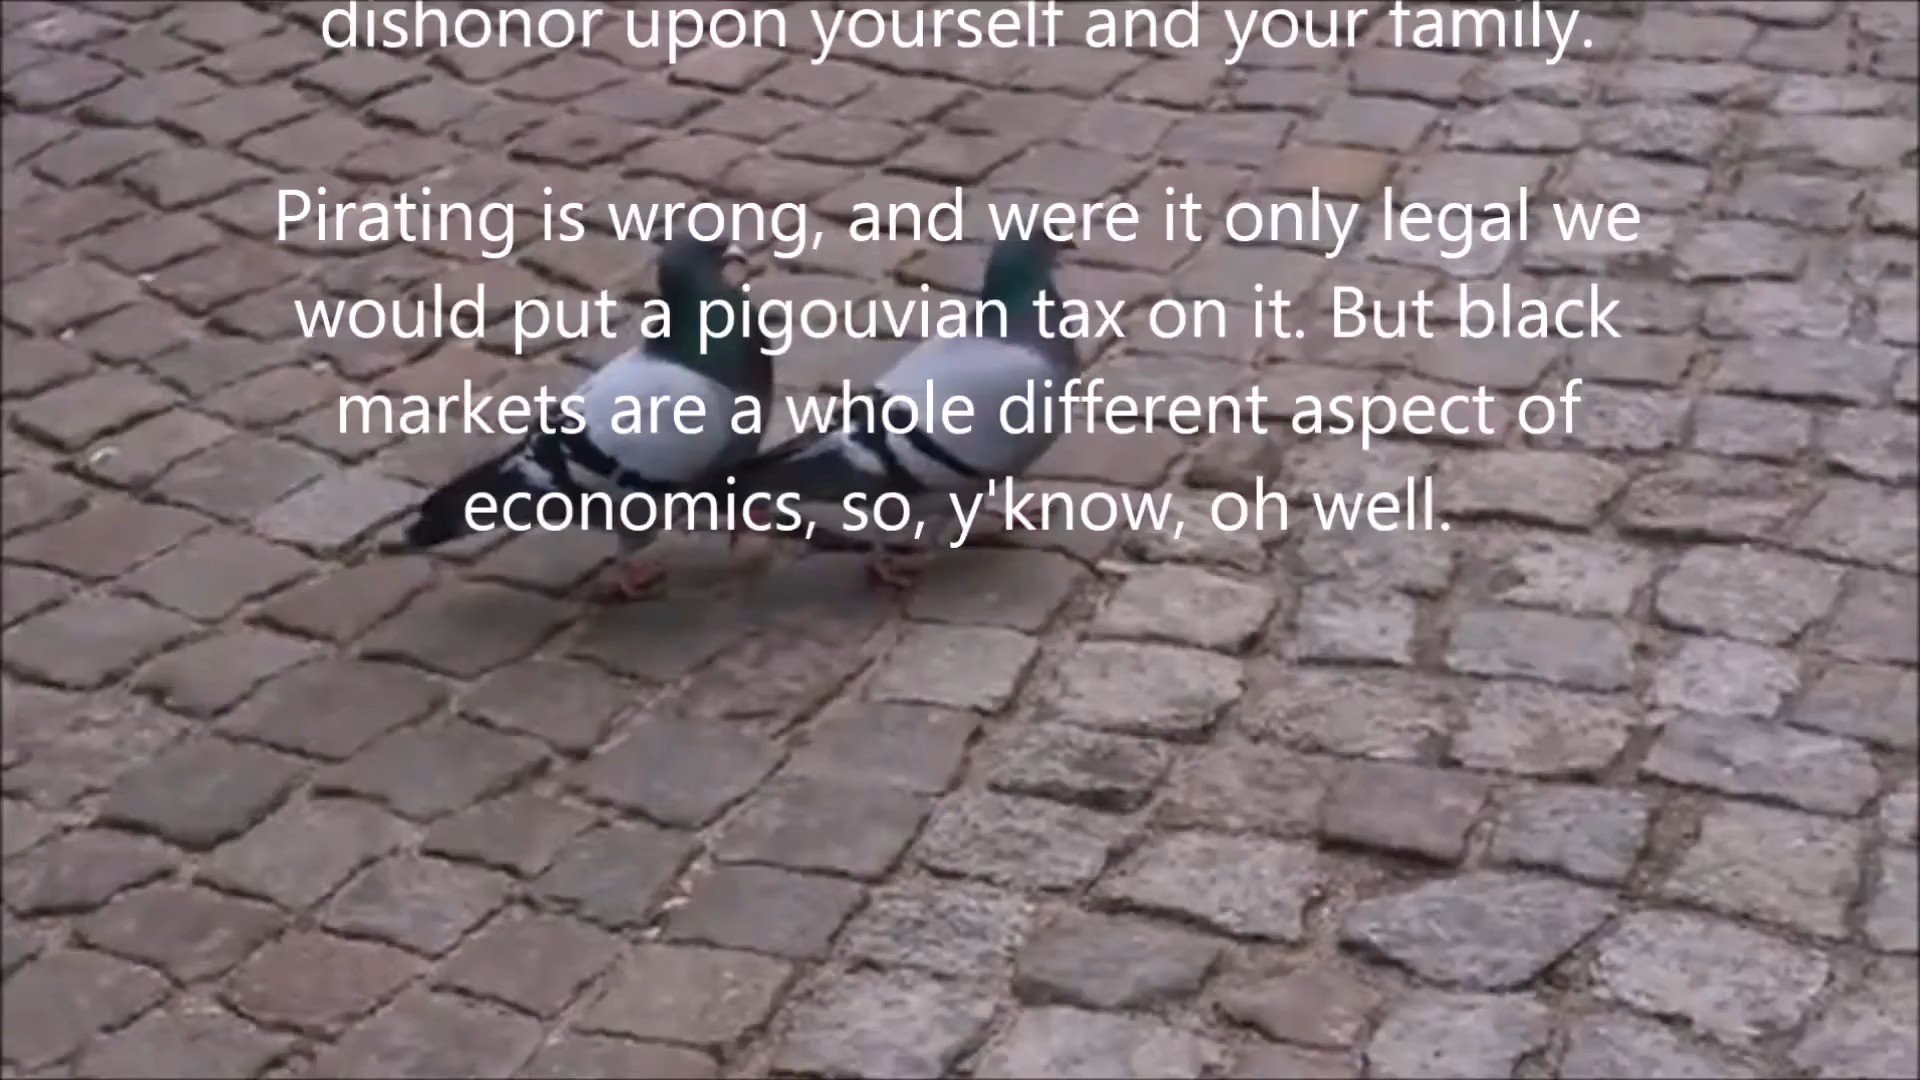 dishonor upon yourself and your family.
Pirating is wrong, and were it only legal we
would put a pigouvian tax on it. But black
markets are a whole different aspect of
economics, so, y'know, oh well.